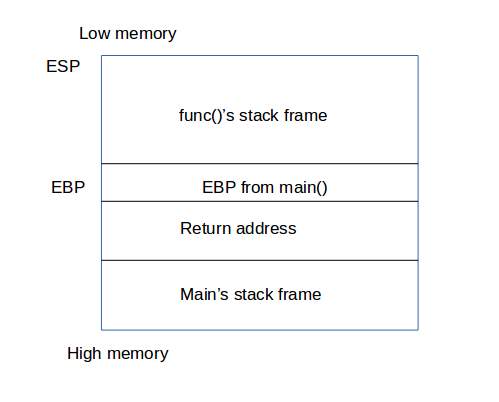 Low memory
ESP
func()’s stack frame
EBP
EBP from main()
Return address
Main’s stack frame
High memory